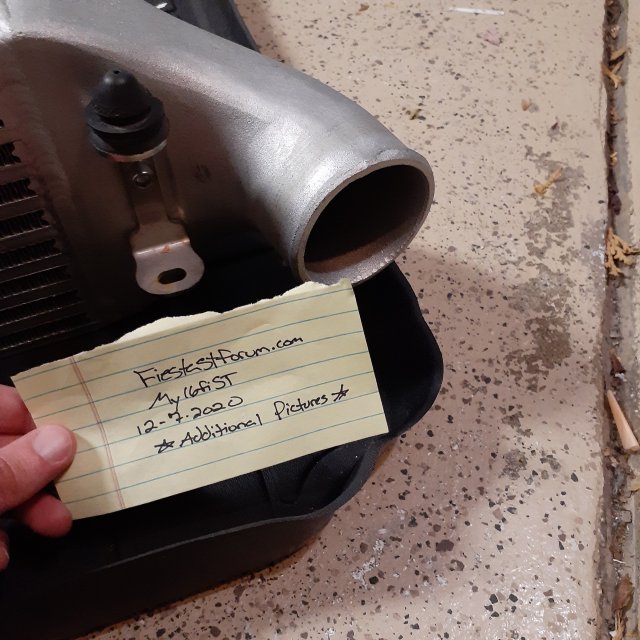 FiestaStForum.com
My16fiST
12-7.2020
☆ Additional Pictures ☆